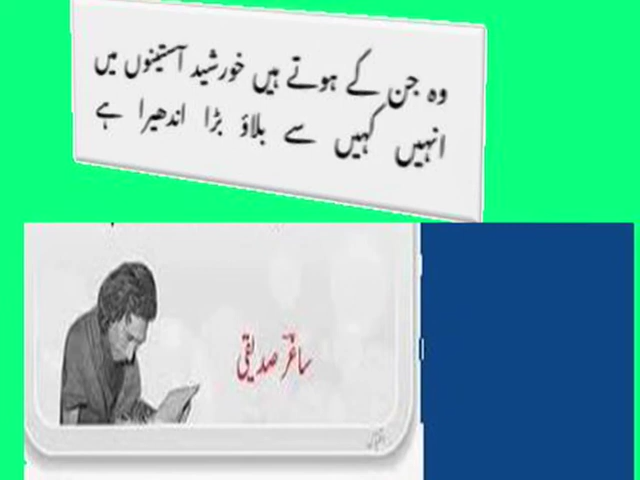 وہ جن کے ہوتے ہیں خورشید آستینوں میں
انہیں کہیں سے بلاؤ بڑا اندھیرا ہے
ساغرؔ صدیقی